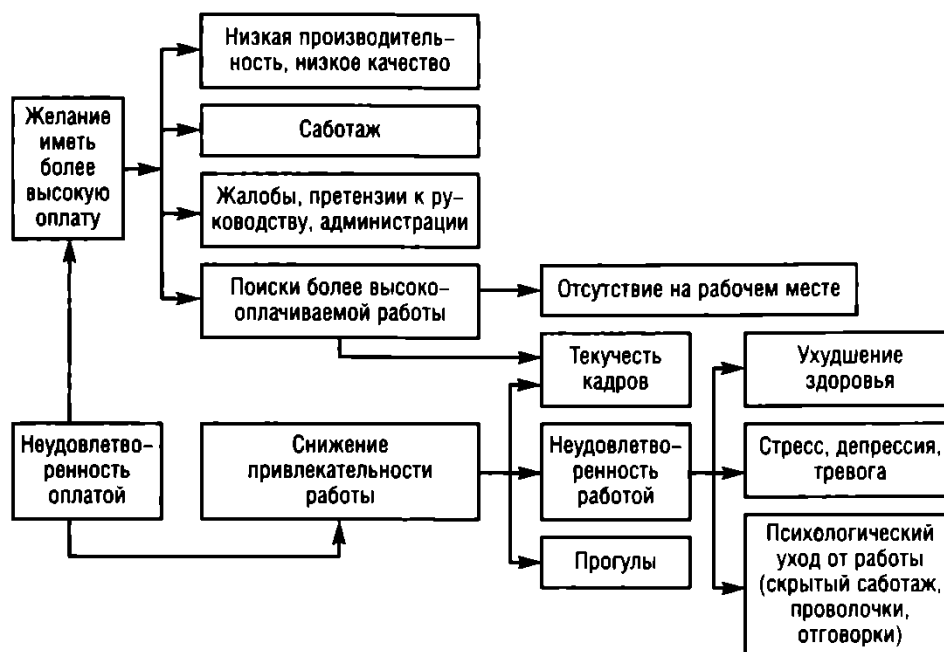 Низкая производитель-
ность, низкое качество
Желание
иметь
более
высокую
оплату
Саботаж
Жалобы, претензии к ру-
ководству, администрации
Поиски более высоко-
оплачиваемой работы
Отсутствие на рабочем месте
Текучесть
кадров
Ухудшение
здоровья
Неудовлетво-
ренность
оплатой
Снижение
привлекательности
работы
Неудовлетво-
ренность
работой
Стресс, депрессия,
тревога
Прогулы
Психологический
уход от работы
(скрытый саботаж,
проволочки,
отговорки)